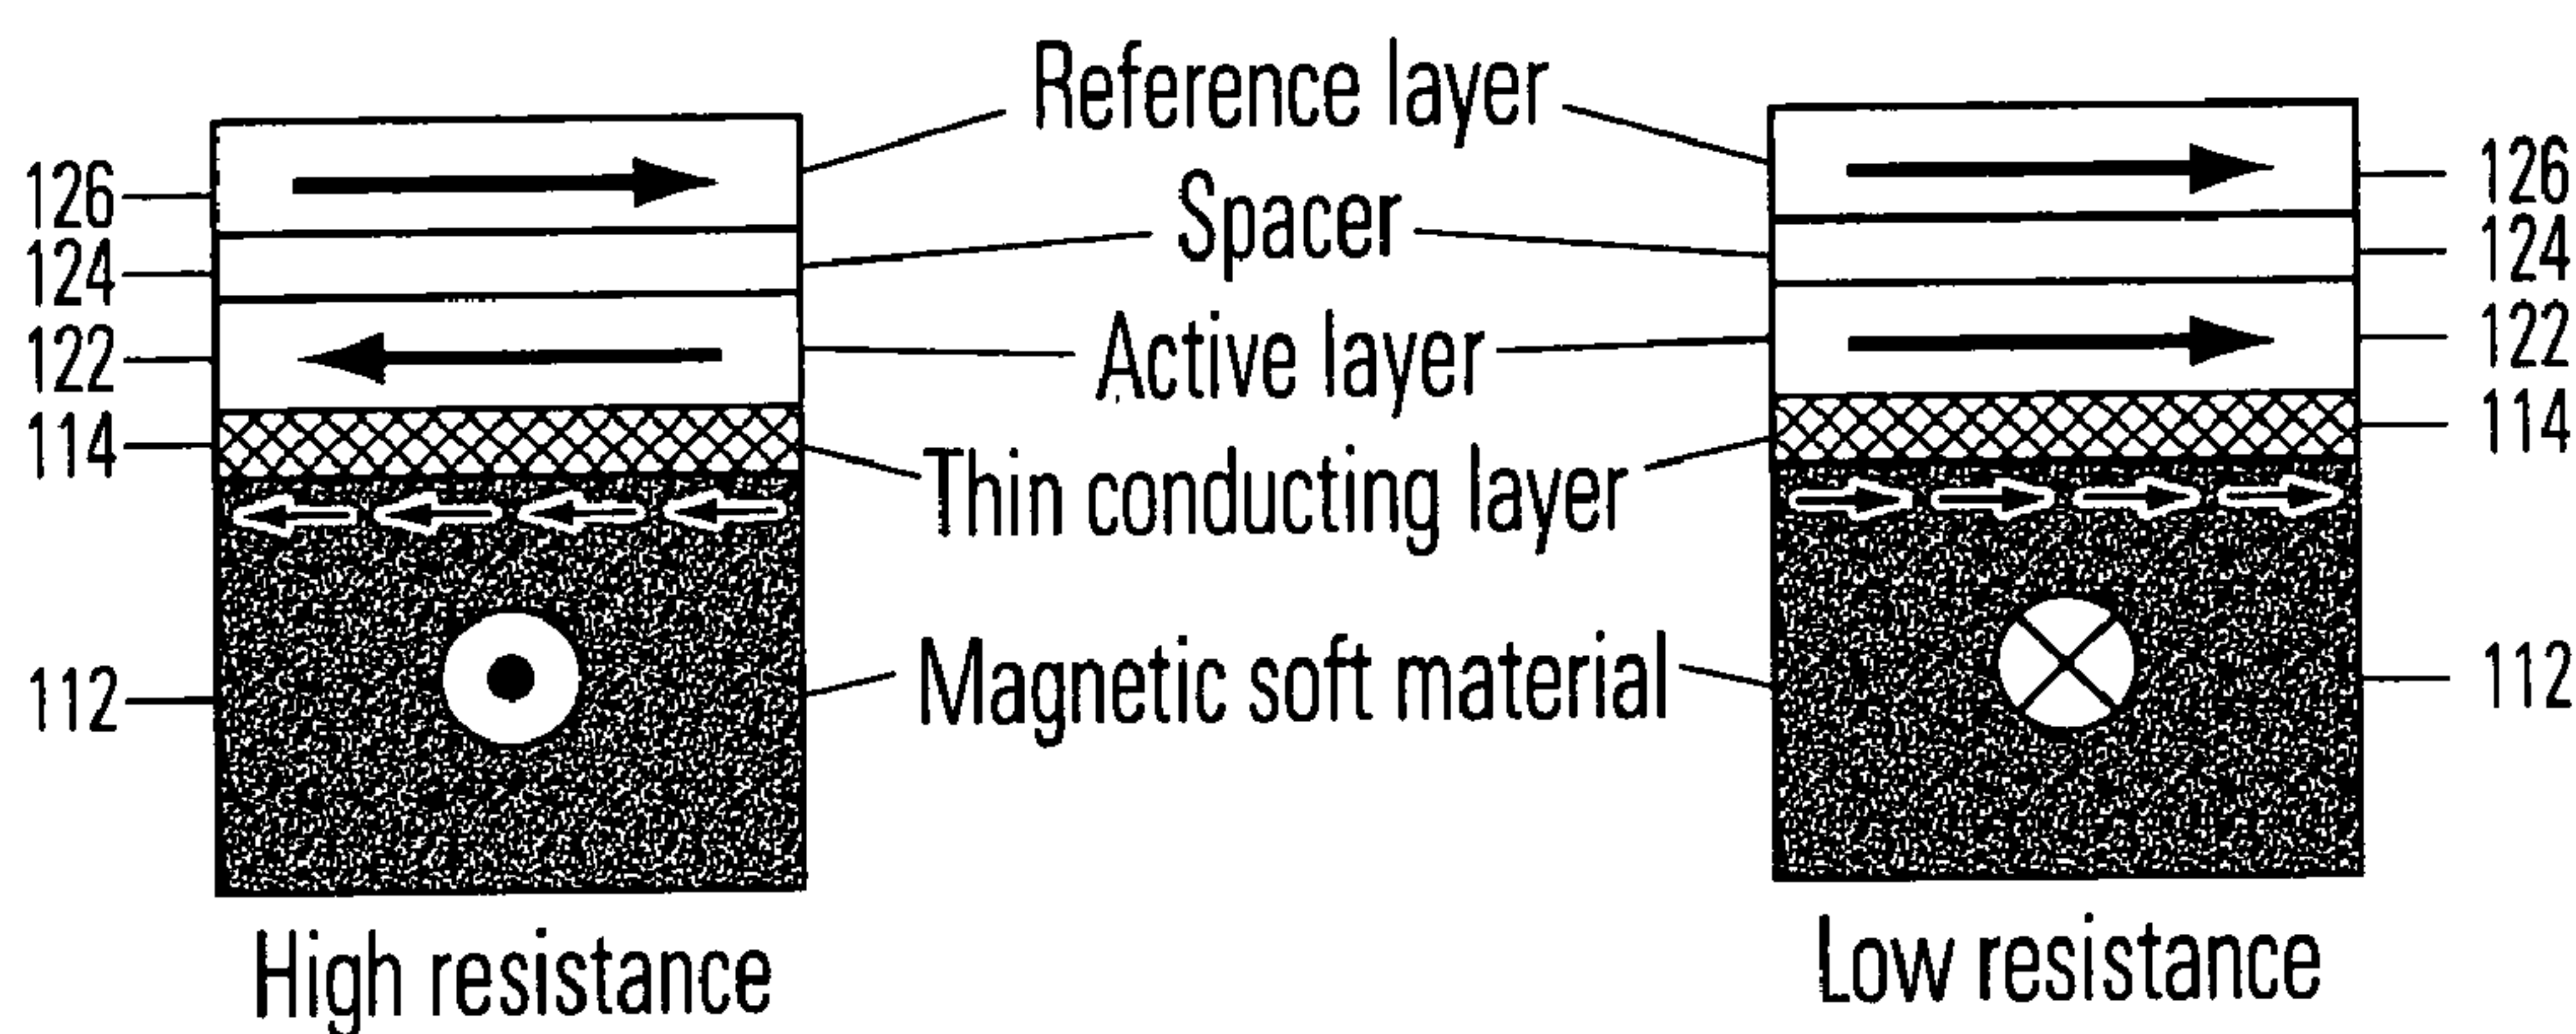 Reference layer
126 126
Spacer
124 124
Active layer
122 122
114 114
Thin conducting layer
Magnetic soft material
112 112
High resistance
Low resistance